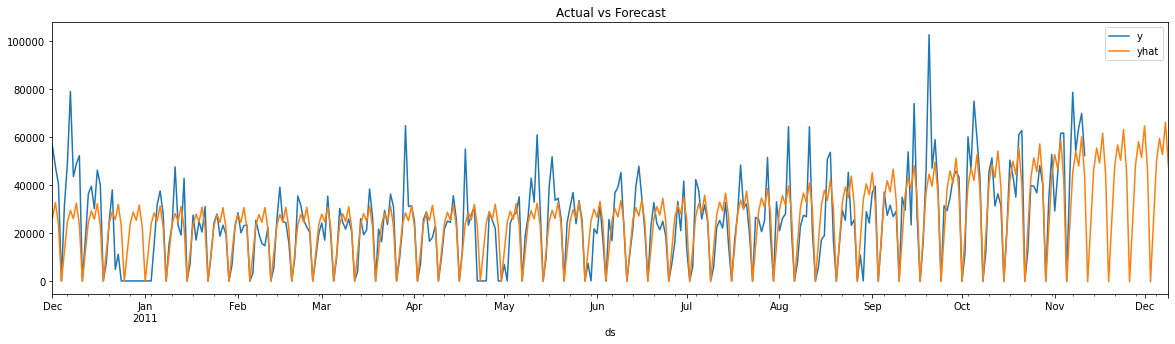 Actual vs Forecast
y
yhat
100000
80000
60000
40000
20000
0
Dec Jan Feb Mar Apr May Jun Jul Aug Sep Oct Nov Dec
2011
ds